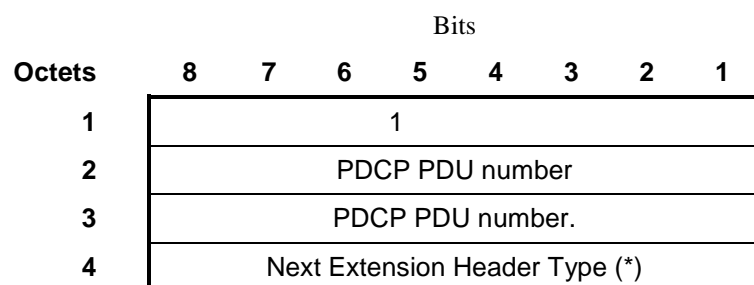 Bits
Octets 8 7 6 5 4 3 2 1
1 1
2 PDCP PDU number
3 PDCP PDU number.
4 Next Extension Header Type (*)